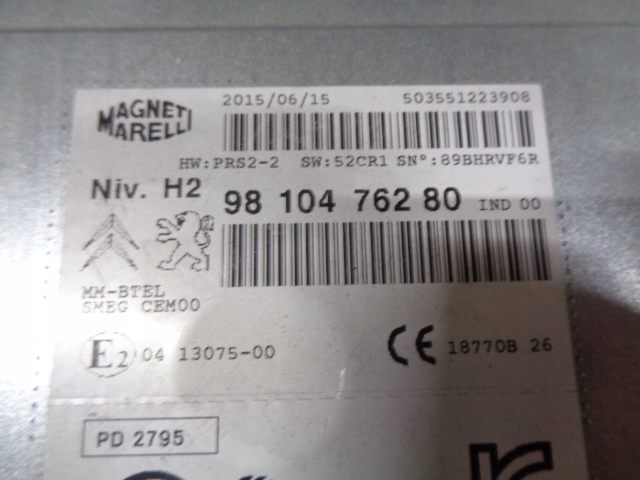 MAGNETI
MARELLI
2015/06/15 503551223908
HW:PRS2-2 SW:52CR1 SN°:89BHRVF6R
Niv. H2 98 104 762 80 IND 00
MM-BTEL
SMEG CEM00
E2 04 13075-00 CE 18770B 26
PD 2795